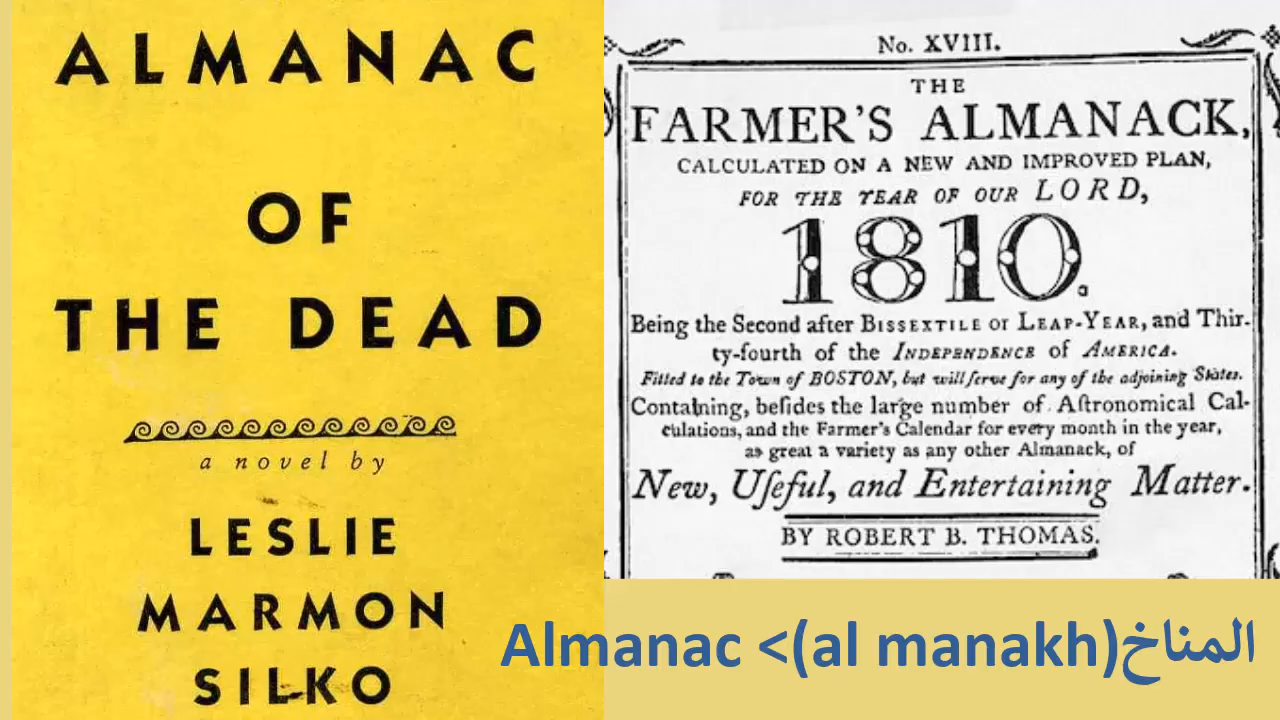 ALMANAC
OF
THE DEAD
a novel by
LESLIE
MARMON
SILKO
No. XVIII.
THE
FARMER'S ALMANACK,
CALCULATED ON A NEW AND IMPROVED PLAN,
FOR THE YEAR OF OUR LORD,
1810.
Being the Second after BISSEXTILE or LEAP-YEAR, and Thir-
ty-fourth of the INDEPENDENCE of AMERICA.
Fitted to the Town of BOSTON, but will ſerve for any of the adjoining States.
Containing, beſides the large number of Aſtronomical Cal-
culations, and the Farmer's Calendar for every month in the year,
as great a variety as any other Almanack, of
New, Uſeful, and Entertaining Matter.
BY ROBERT B. THOMAS.
Almanac <(al manakh)المناخ